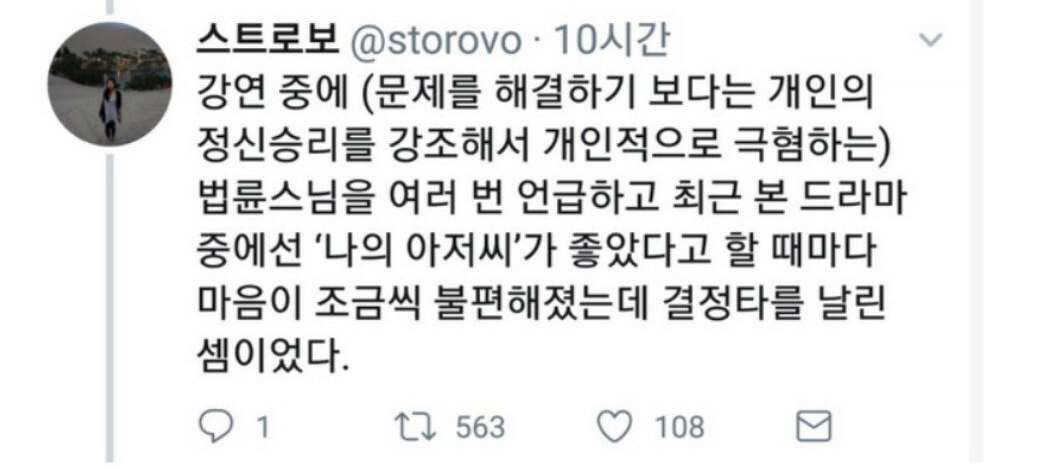 스트로보 @storovo · 10시간
강연 중에 (문제를 해결하기 보다는 개인의
정신승리를 강조해서 개인적으로 극혐하는)
법륜스님을 여러 번 언급하고 최근 본 드라마
중에선 ‘나의 아저씨’가 좋았다고 할 때마다
마음이 조금씩 불편해졌는데 결정타를 날린
셈이었다.
1 563 108